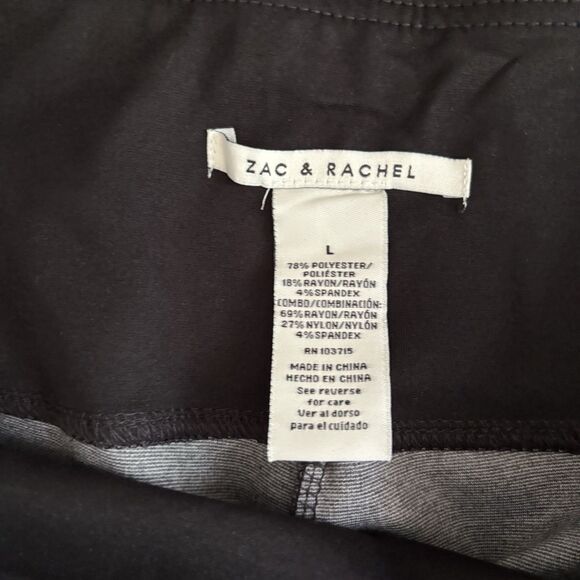 ZAC & RACHEL
L
78% POLYESTER/
POLIÉSTER
18% RAYON/RAYÓN
4% SPANDEX
COMBO/COMBINACIÓN:
69% RAYON/RAYÓN
27% NYLON/NYLÓN
4% SPANDEX
RN 103715
MADE IN CHINA
HECHO EN CHINA
See reverse
for care
Ver al dorso
para el cuidado